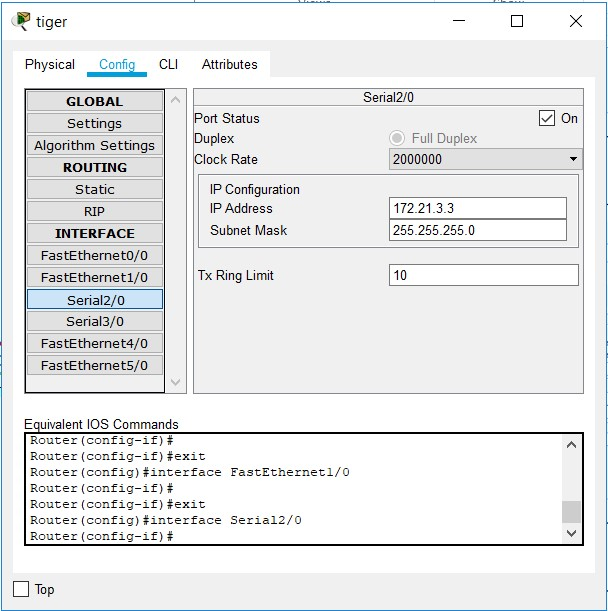 tiger
Physical Config CLI Attributes
GLOBAL
Settings
Algorithm Settings
ROUTING
Static
RIP
INTERFACE
FastEthernet0/0
FastEthernet1/0
Serial2/0
Serial3/0
FastEthernet4/0
FastEthernet5/0
Serial2/0
Port Status On
Duplex Full Duplex
Clock Rate 2000000
IP Configuration
IP Address 172.21.3.3
Subnet Mask 255.255.255.0
Tx Ring Limit 10
Equivalent IOS Commands
Router(config-if)#
Router(config-if)#exit
Router(config)#interface FastEthernet1/0
Router(config-if)#
Router(config-if)#exit
Router(config)#interface Serial2/0
Router(config-if)#
Top